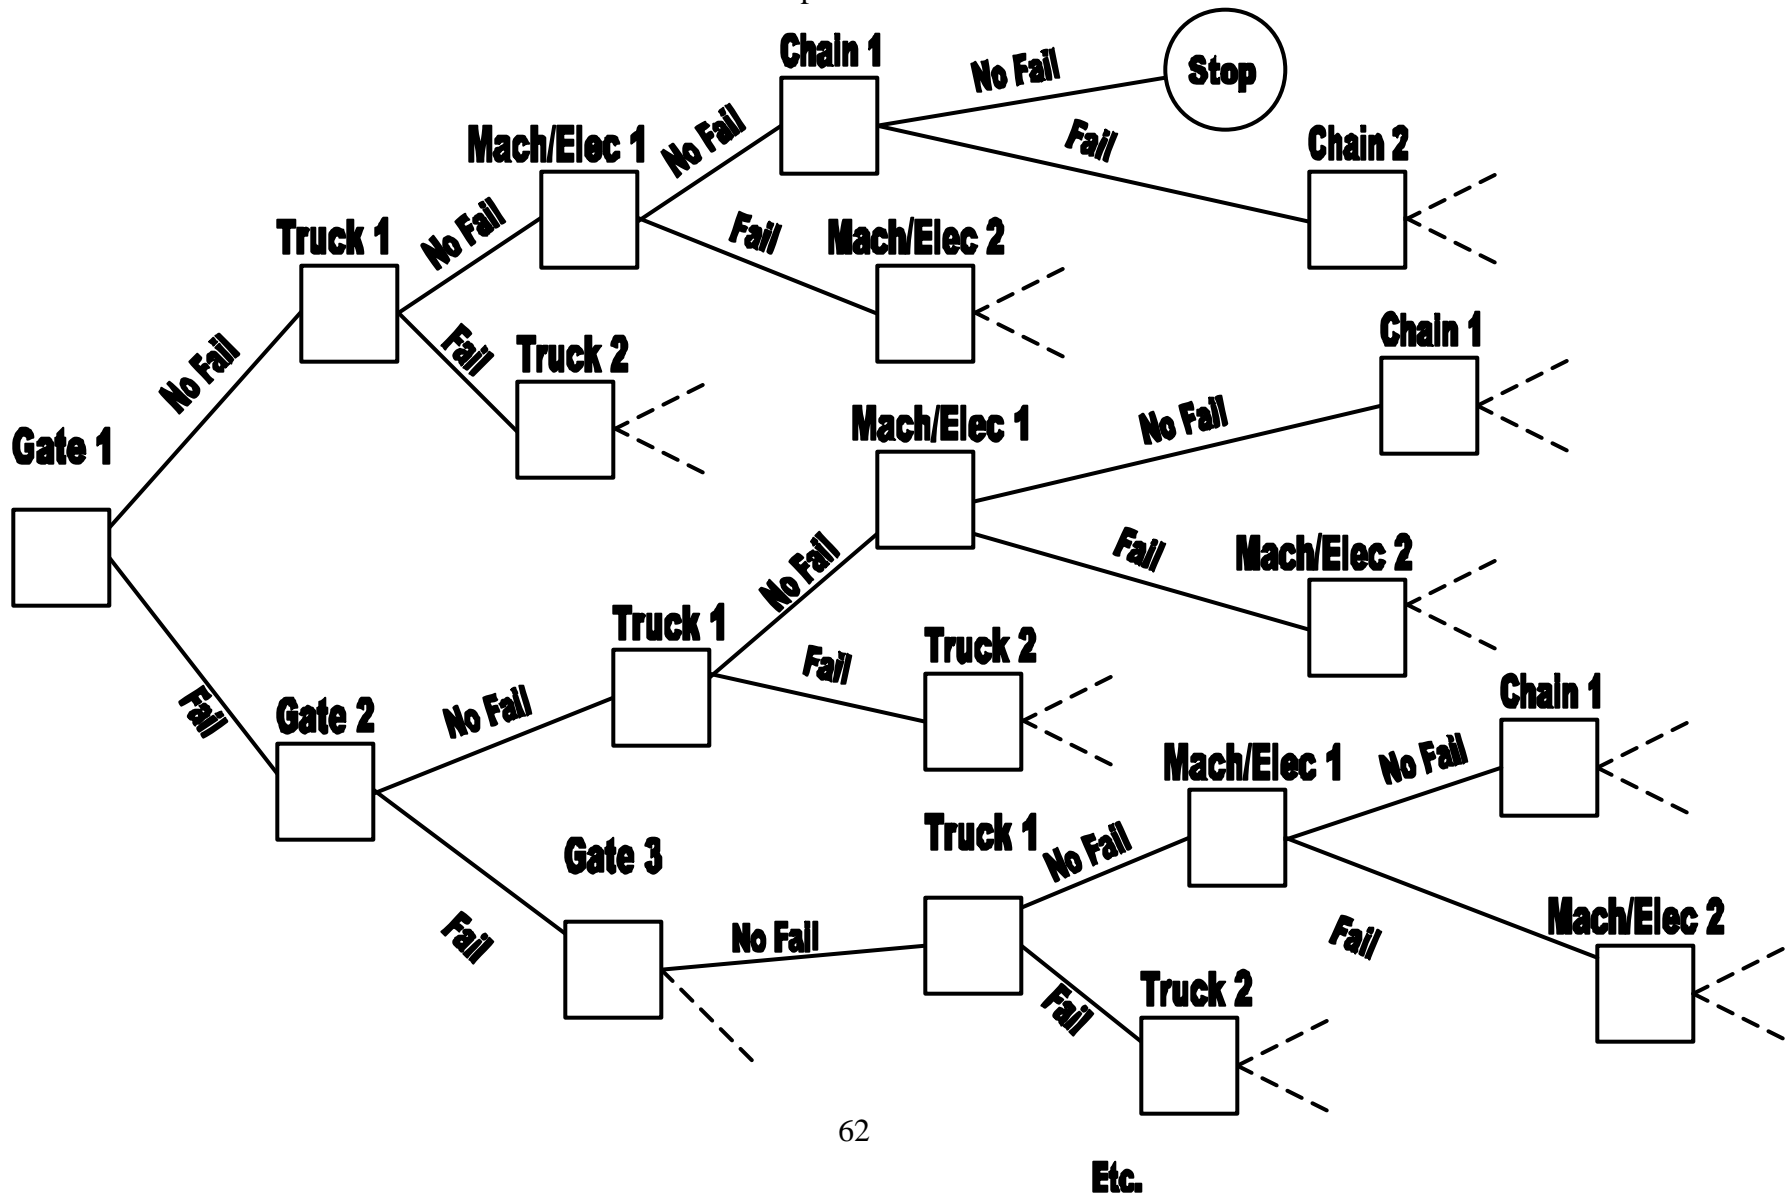 Chain 1
No Fail
Stop
Fail
Chain 2
Mach/Elec 1
No Fail
Fail
Mach/Elec 2
Truck 1
No Fail
Fail
Truck 2
Chain 1
No Fail
Gate 1
Mach/Elec 1
No Fail
Fail
Mach/Elec 2
No Fail
Truck 1
Fail
Truck 2
Fail
Gate 2
No Fail
Chain 1
Mach/Elec 1
No Fail
Truck 1
No Fail
Gate 3
Fail
No Fail
Fail
Mach/Elec 2
Fail
Truck 2
62
Etc.